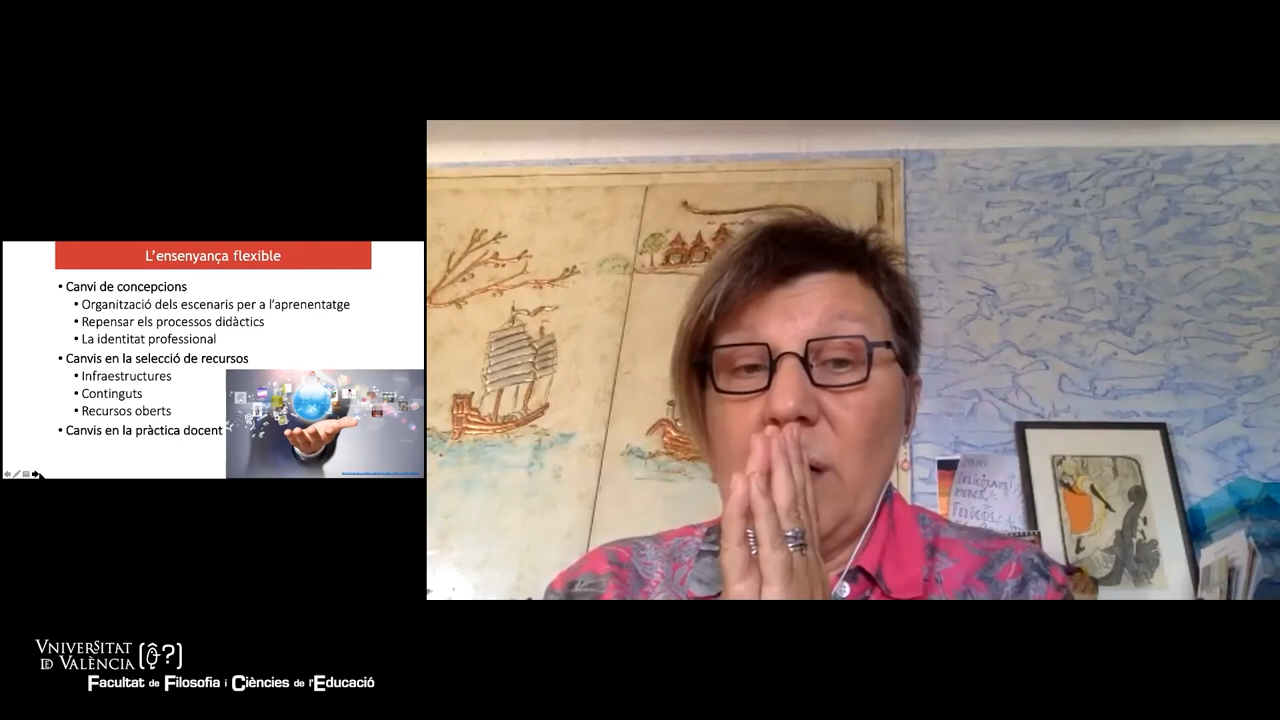 L'ensenyança flexible
• Canvi de concepcions
• Organització dels escenaris per a l'aprenentatge
• Repensar els processos didàctics
• La identitat professional
• Canvis en la selecció de recursos
• Infraestructures
• Continguts
• Recursos oberts
• Canvis en la pràctica docent
VNIVERSITAT
DE VALÈNCIA
Facultat de Filosofia i Ciències de l'Educació